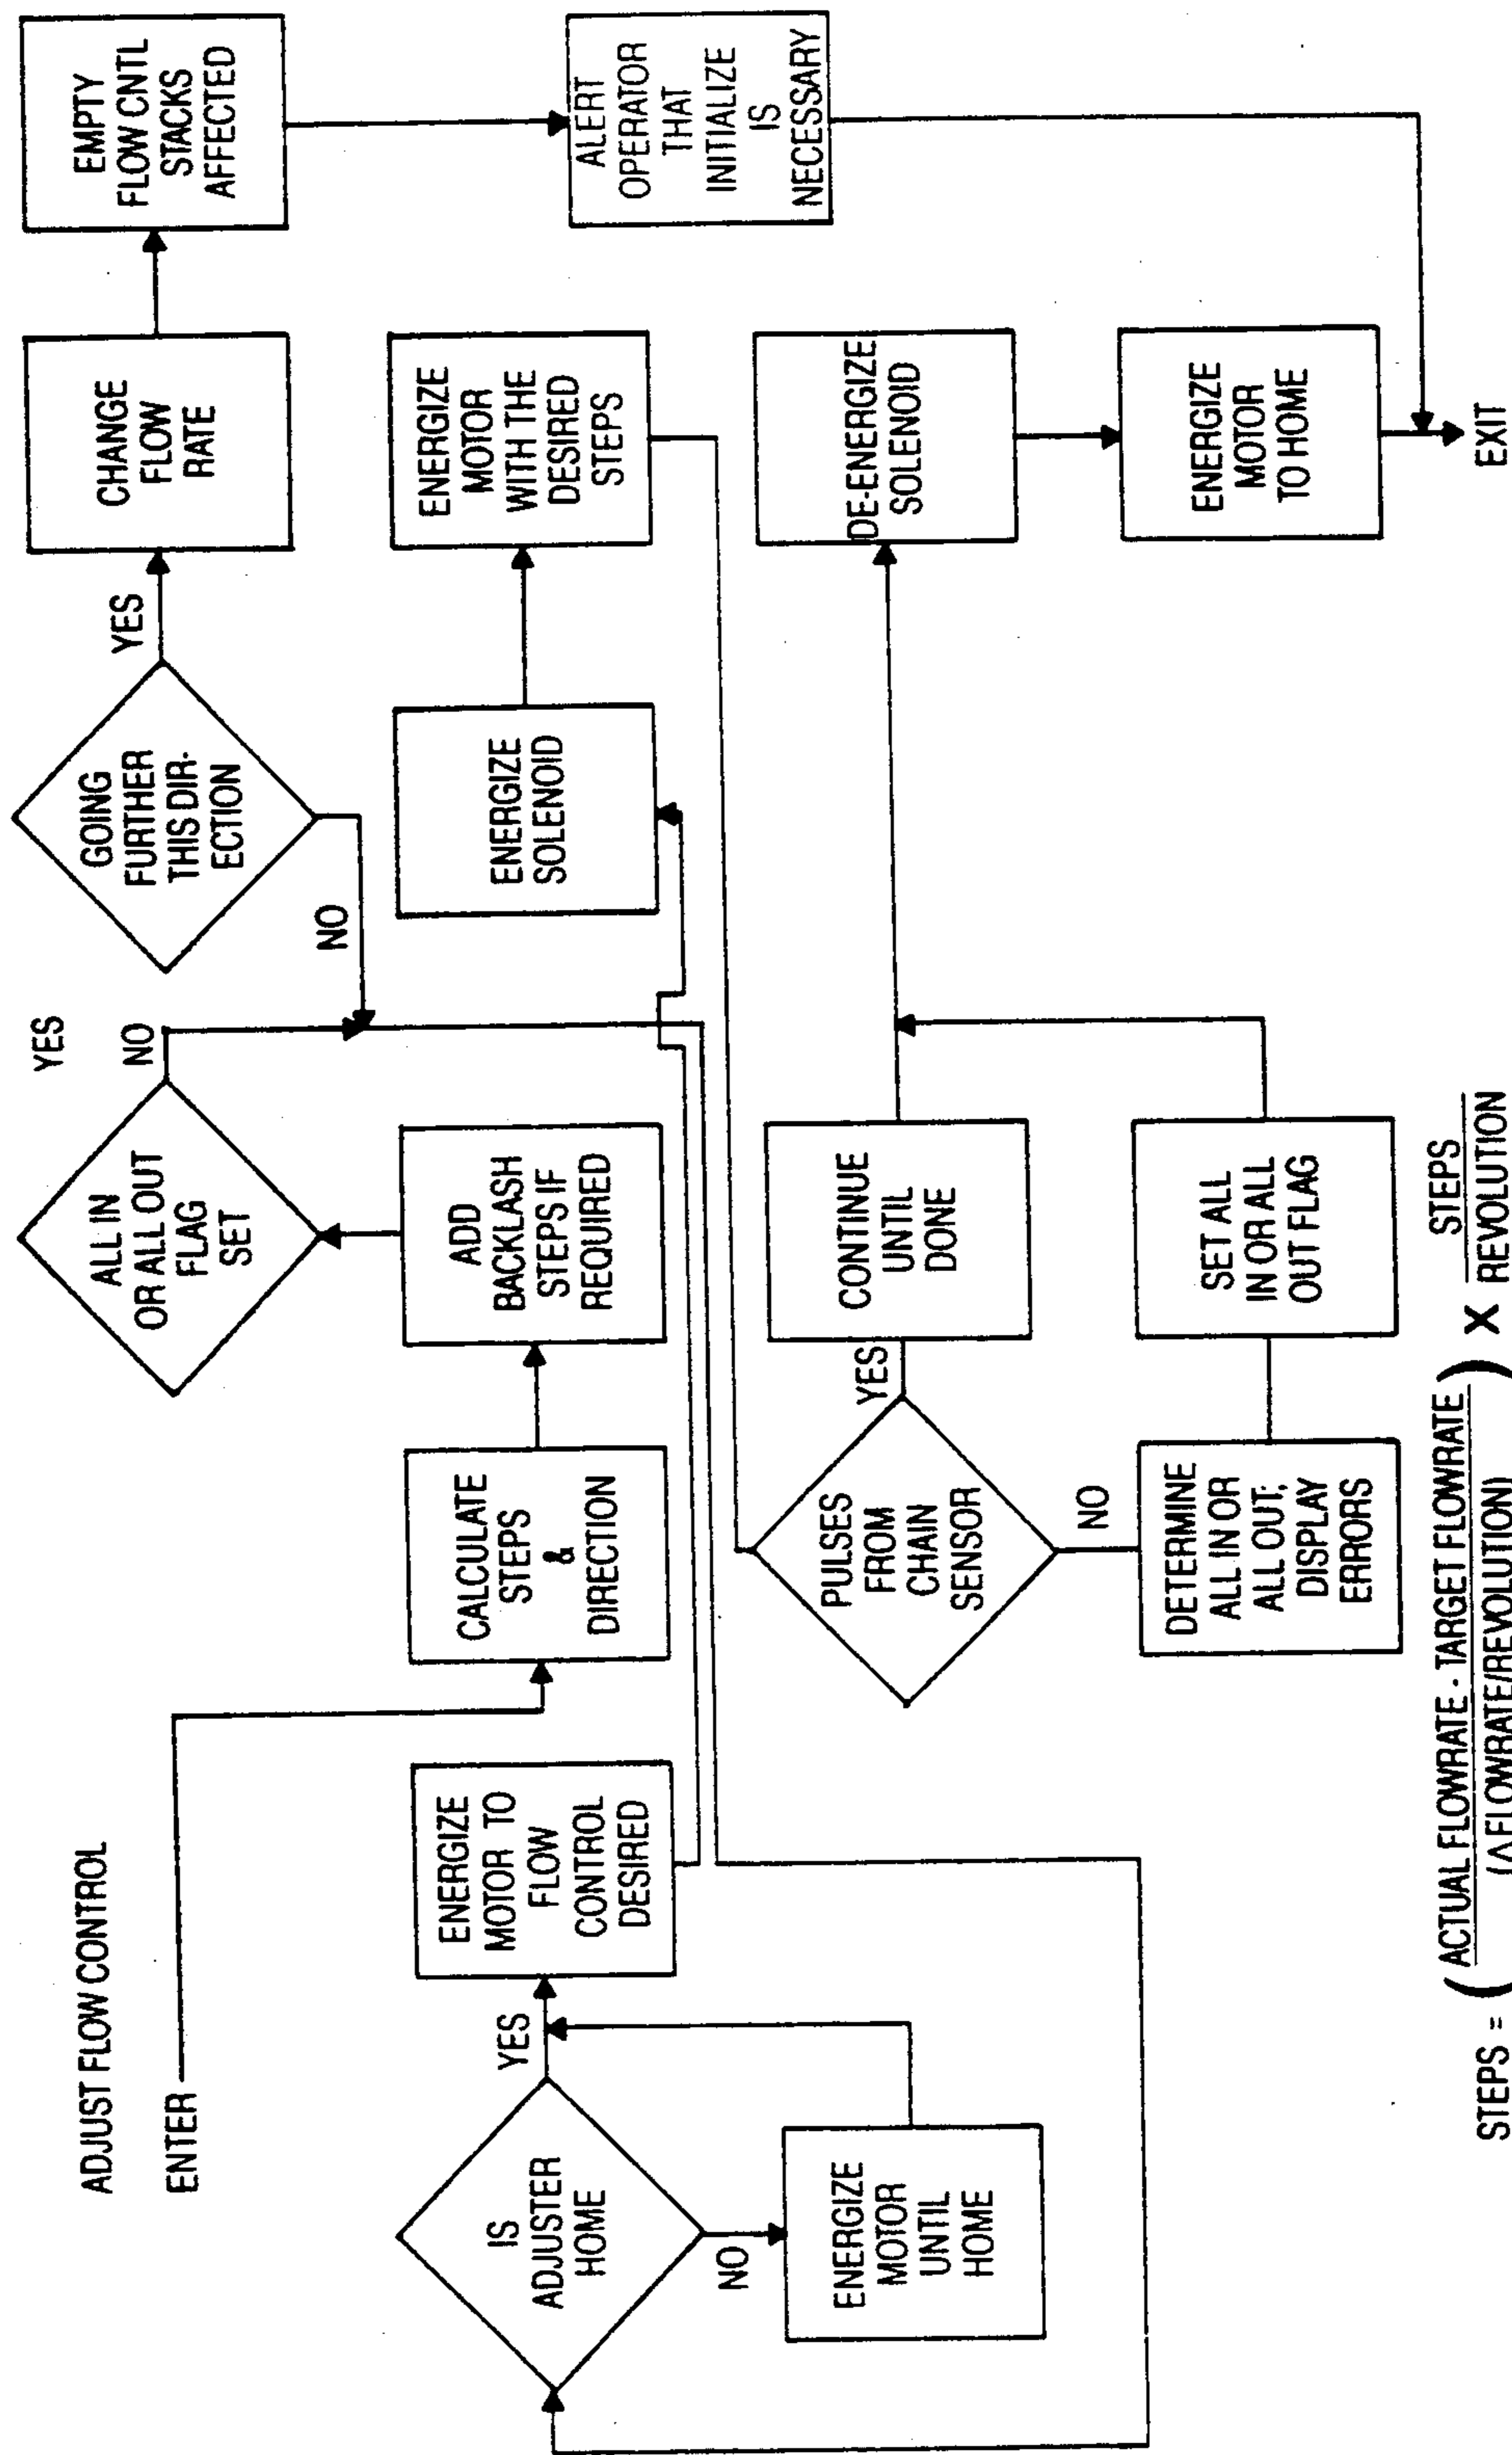 ADJUST FLOW CONTROL
ENTER
CALCULATE
STEPS
&
DIRECTION
ADD
BACKLASH
STEPS IF
REQUIRED
ALL IN
OR ALL OUT
FLAG
SET
YES
NO
GOING
FURTHER
THIS DIR-
ECTION
YES
NO
CHANGE
FLOW
RATE
EMPTY
FLOW CNTL
STACKS
AFFECTED
ALERT
OPERATOR
THAT
INITIALIZE
IS
NECESSARY
IS
ADJUSTER
HOME
YES
NO
ENERGIZE
MOTOR
UNTIL
HOME
ENERGIZE
MOTOR TO
FLOW
CONTROL
DESIRED
ENERGIZE
SOLENOID
ENERGIZE
MOTOR
WITH THE
DESIRED
STEPS
PULSES
FROM
CHAIN
SENSOR
YES
NO
CONTINUE
UNTIL
DONE
DETERMINE
ALL IN OR
ALL OUT;
DISPLAY
ERRORS
SET ALL
IN OR ALL
OUT FLAG
DE-ENERGIZE
SOLENOID
ENERGIZE
MOTOR
TO HOME
EXIT
STEPS = ( ACTUAL FLOWRATE - TARGET FLOWRATE ) X STEPS
(Δ FLOWRATE/REVOLUTION) REVOLUTION